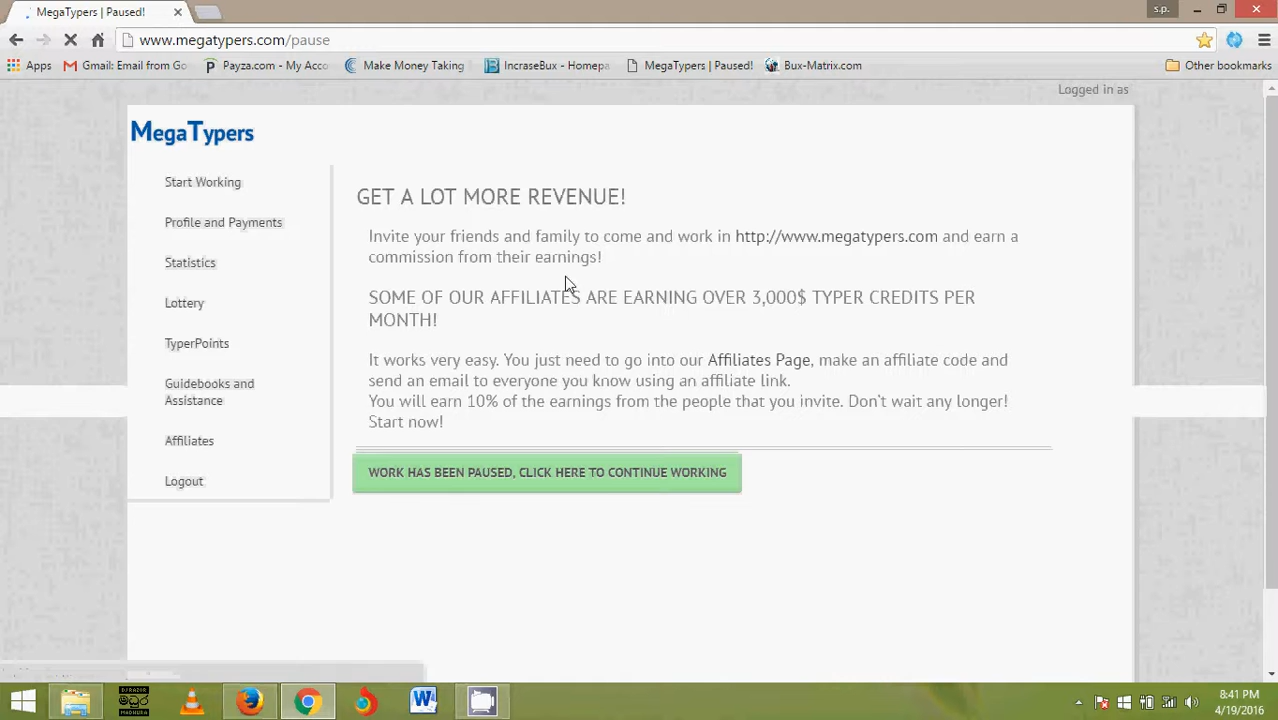 MegaTypers | Paused!
s.p.
www.megatypers.com/pause
Apps Gmail: Email from Go Payza.com - My Acco Make Money Taking IncraseBux - Homepa MegaTypers | Paused! Bux-Matrix.com Other bookmarks
Logged in as
MegaTypers
Start Working
Profile and Payments
Statistics
Lottery
TyperPoints
Guidebooks and
Assistance
Affiliates
Logout
GET A LOT MORE REVENUE!
Invite your friends and family to come and work in http://www.megatypers.com and earn a
commission from their earnings!
SOME OF OUR AFFILIATES ARE EARNING OVER 3,000$ TYPER CREDITS PER
MONTH!
It works very easy. You just need to go into our Affiliates Page, make an affiliate code and
send an email to everyone you know using an affiliate link.
You will earn 10% of the earnings from the people that you invite. Don't wait any longer!
Start now!
WORK HAS BEEN PAUSED, CLICK HERE TO CONTINUE WORKING
8:41 PM
4/19/2016